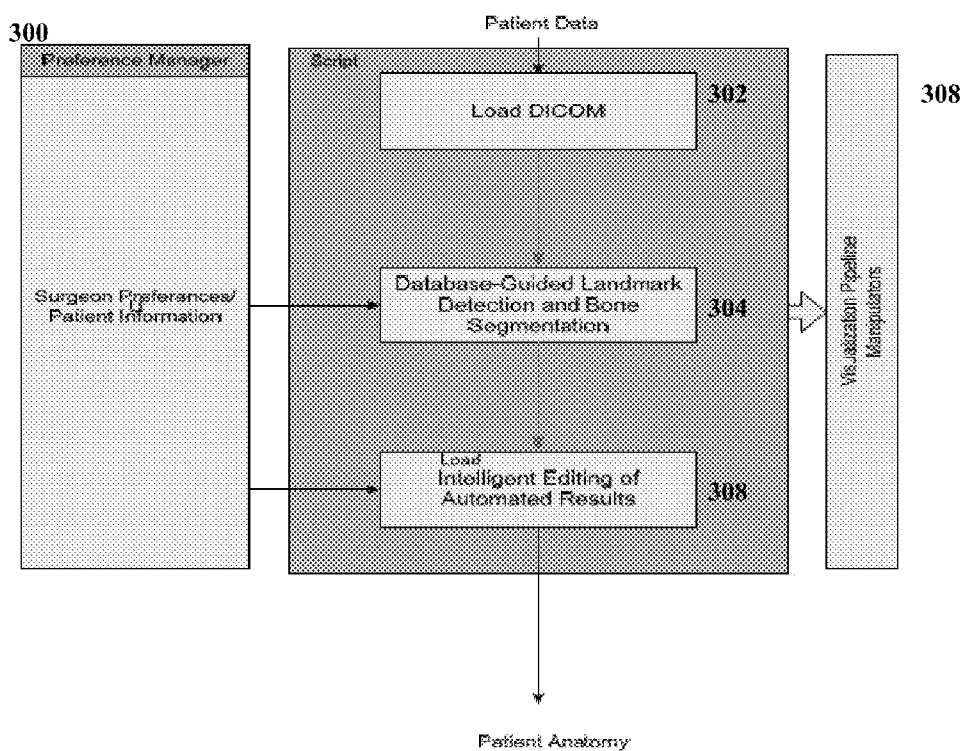 Patient Data
300
Preference Manager
Script
Load DICOM
302
308
Surgeon Preferences/
Patient Information
Database-Guided Landmark
Detection and Bone
Segmentation
304
Visualization Pipeline
Manipulators
Load
Intelligent Editing of
Automated Results
308
Patient Anatomy